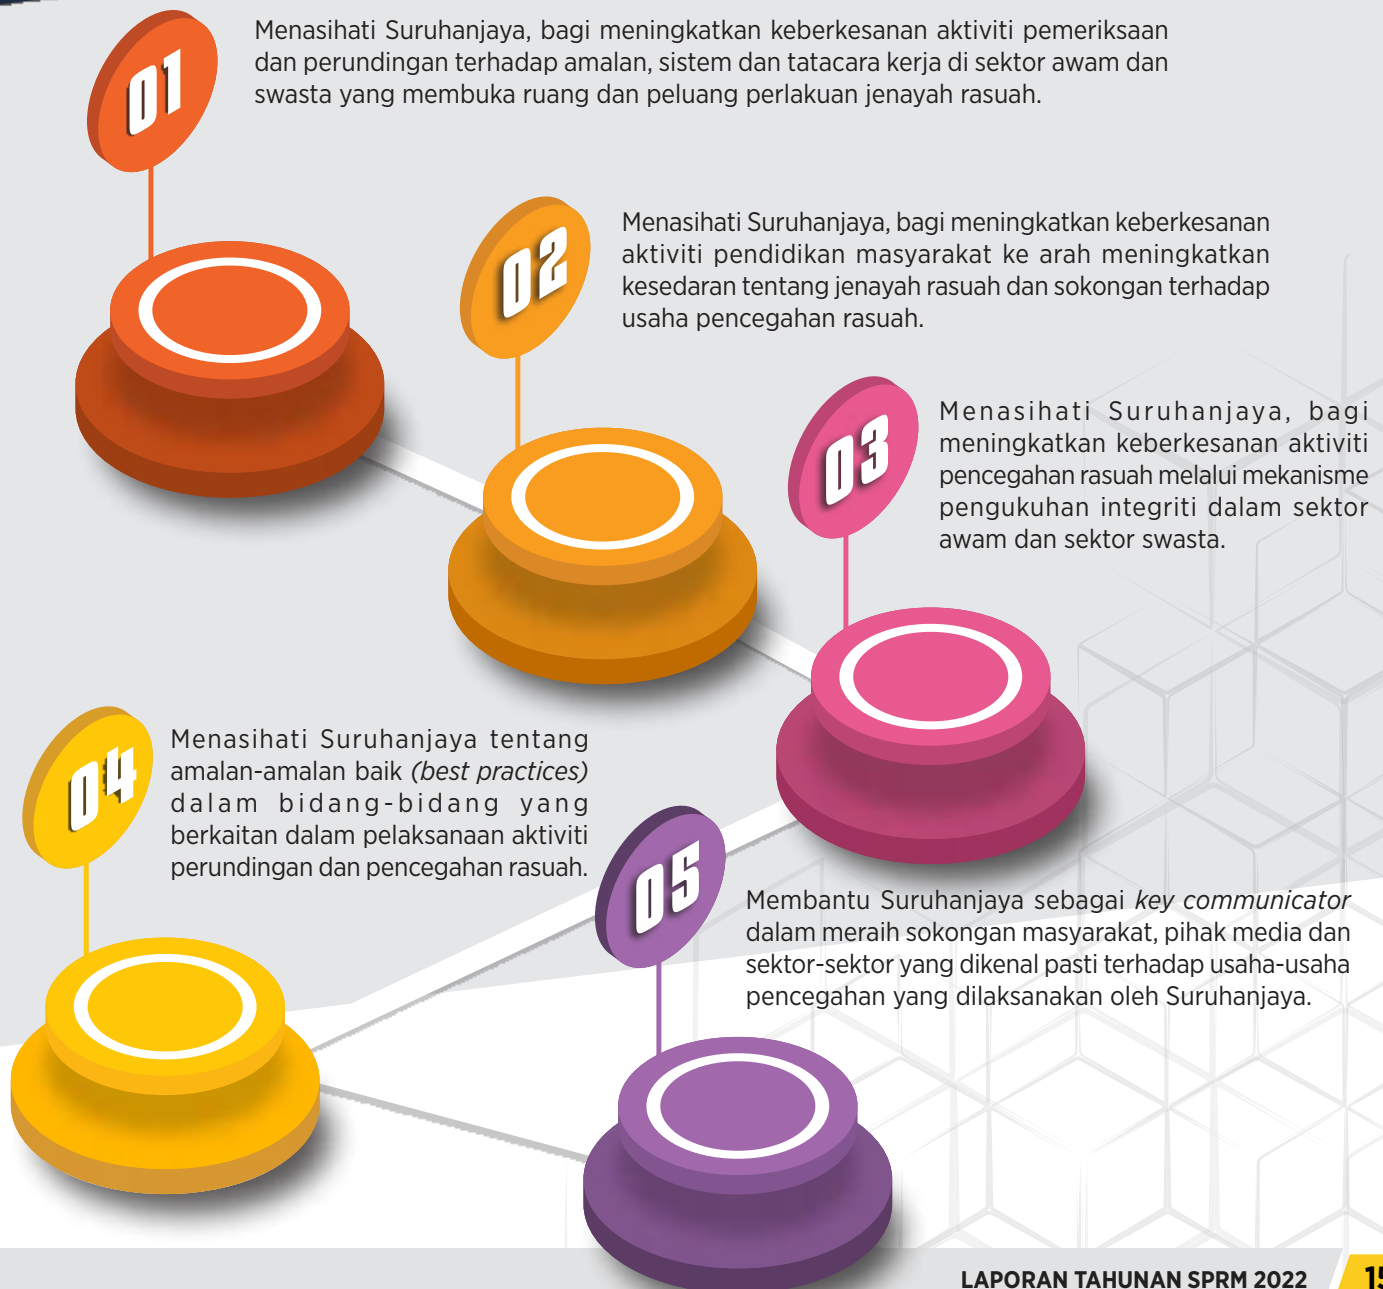 01
Menasihati Suruhanjaya, bagi meningkatkan keberkesanan aktiviti pemeriksaan
dan perundingan terhadap amalan, sistem dan tatacara kerja di sektor awam dan
swasta yang membuka ruang dan peluang perlakuan jenayah rasuah.
02
Menasihati Suruhanjaya, bagi meningkatkan keberkesanan
aktiviti pendidikan masyarakat ke arah meningkatkan
kesedaran tentang jenayah rasuah dan sokongan terhadap
usaha pencegahan rasuah.
03
Menasihati Suruhanjaya, bagi
meningkatkan keberkesanan aktiviti
pencegahan rasuah melalui mekanisme
pengukuhan integriti dalam sektor
awam dan sektor swasta.
04
Menasihati Suruhanjaya tentang
amalan-amalan baik (best practices)
dalam bidang-bidang yang
berkaitan dalam pelaksanaan aktiviti
perundingan dan pencegahan rasuah.
05
Membantu Suruhanjaya sebagai key communicator
dalam meraih sokongan masyarakat, pihak media dan
sektor-sektor yang dikenal pasti terhadap usaha-usaha
pencegahan yang dilaksanakan oleh Suruhanjaya.
LAPORAN TAHUNAN SPRM 2022